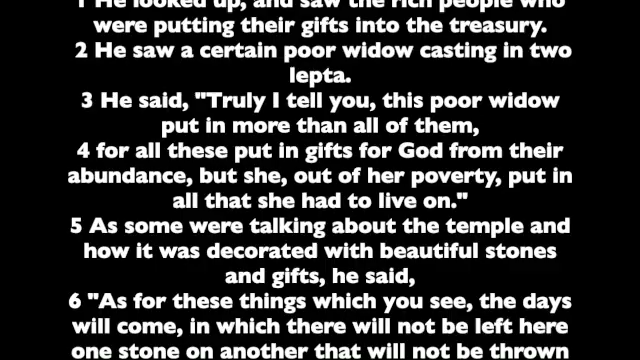 1 He looked up, and saw the rich people who
were putting their gifts into the treasury.
2 He saw a certain poor widow casting in two
lepta.
3 He said, "Truly I tell you, this poor widow
put in more than all of them,
4 for all these put in gifts for God from their
abundance, but she, out of her poverty, put in
all that she had to live on."
5 As some were talking about the temple and
how it was decorated with beautiful stones
and gifts, he said,
6 "As for these things which you see, the days
will come, in which there will not be left here
one stone on another that will not be thrown